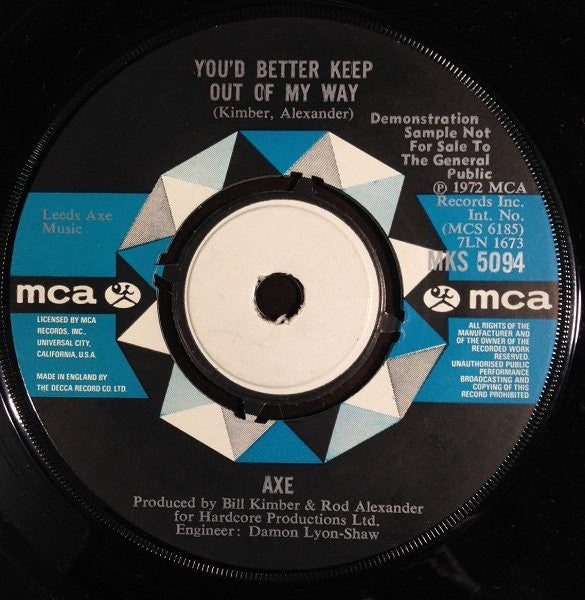 YOU'D BETTER KEEP
OUT OF MY WAY
(Kimber, Alexander)
Demonstration
Sample Not
For Sale To
The General
Public
℗ 1972 MCA
Records Inc.
Int. No.
(MCS 6185)
7LN 1673
MKS 5094
Leeds Axe
Music
mca
mca
LICENSED BY MCA
RECORDS, INC.,
UNIVERSAL CITY,
CALIFORNIA, U.S.A.
MADE IN ENGLAND BY
THE DECCA RECORD CO LTD.
ALL RIGHTS OF THE
MANUFACTURER AND
OF THE OWNER OF THE
RECORDED WORK
RESERVED.
UNAUTHORISED PUBLIC
PERFORMANCE
BROADCASTING AND
COPYING OF THIS
RECORD PROHIBITED
AXE
Produced by Bill Kimber & Rod Alexander
for Hardcore Productions Ltd.
Engineer: Damon Lyon-Shaw